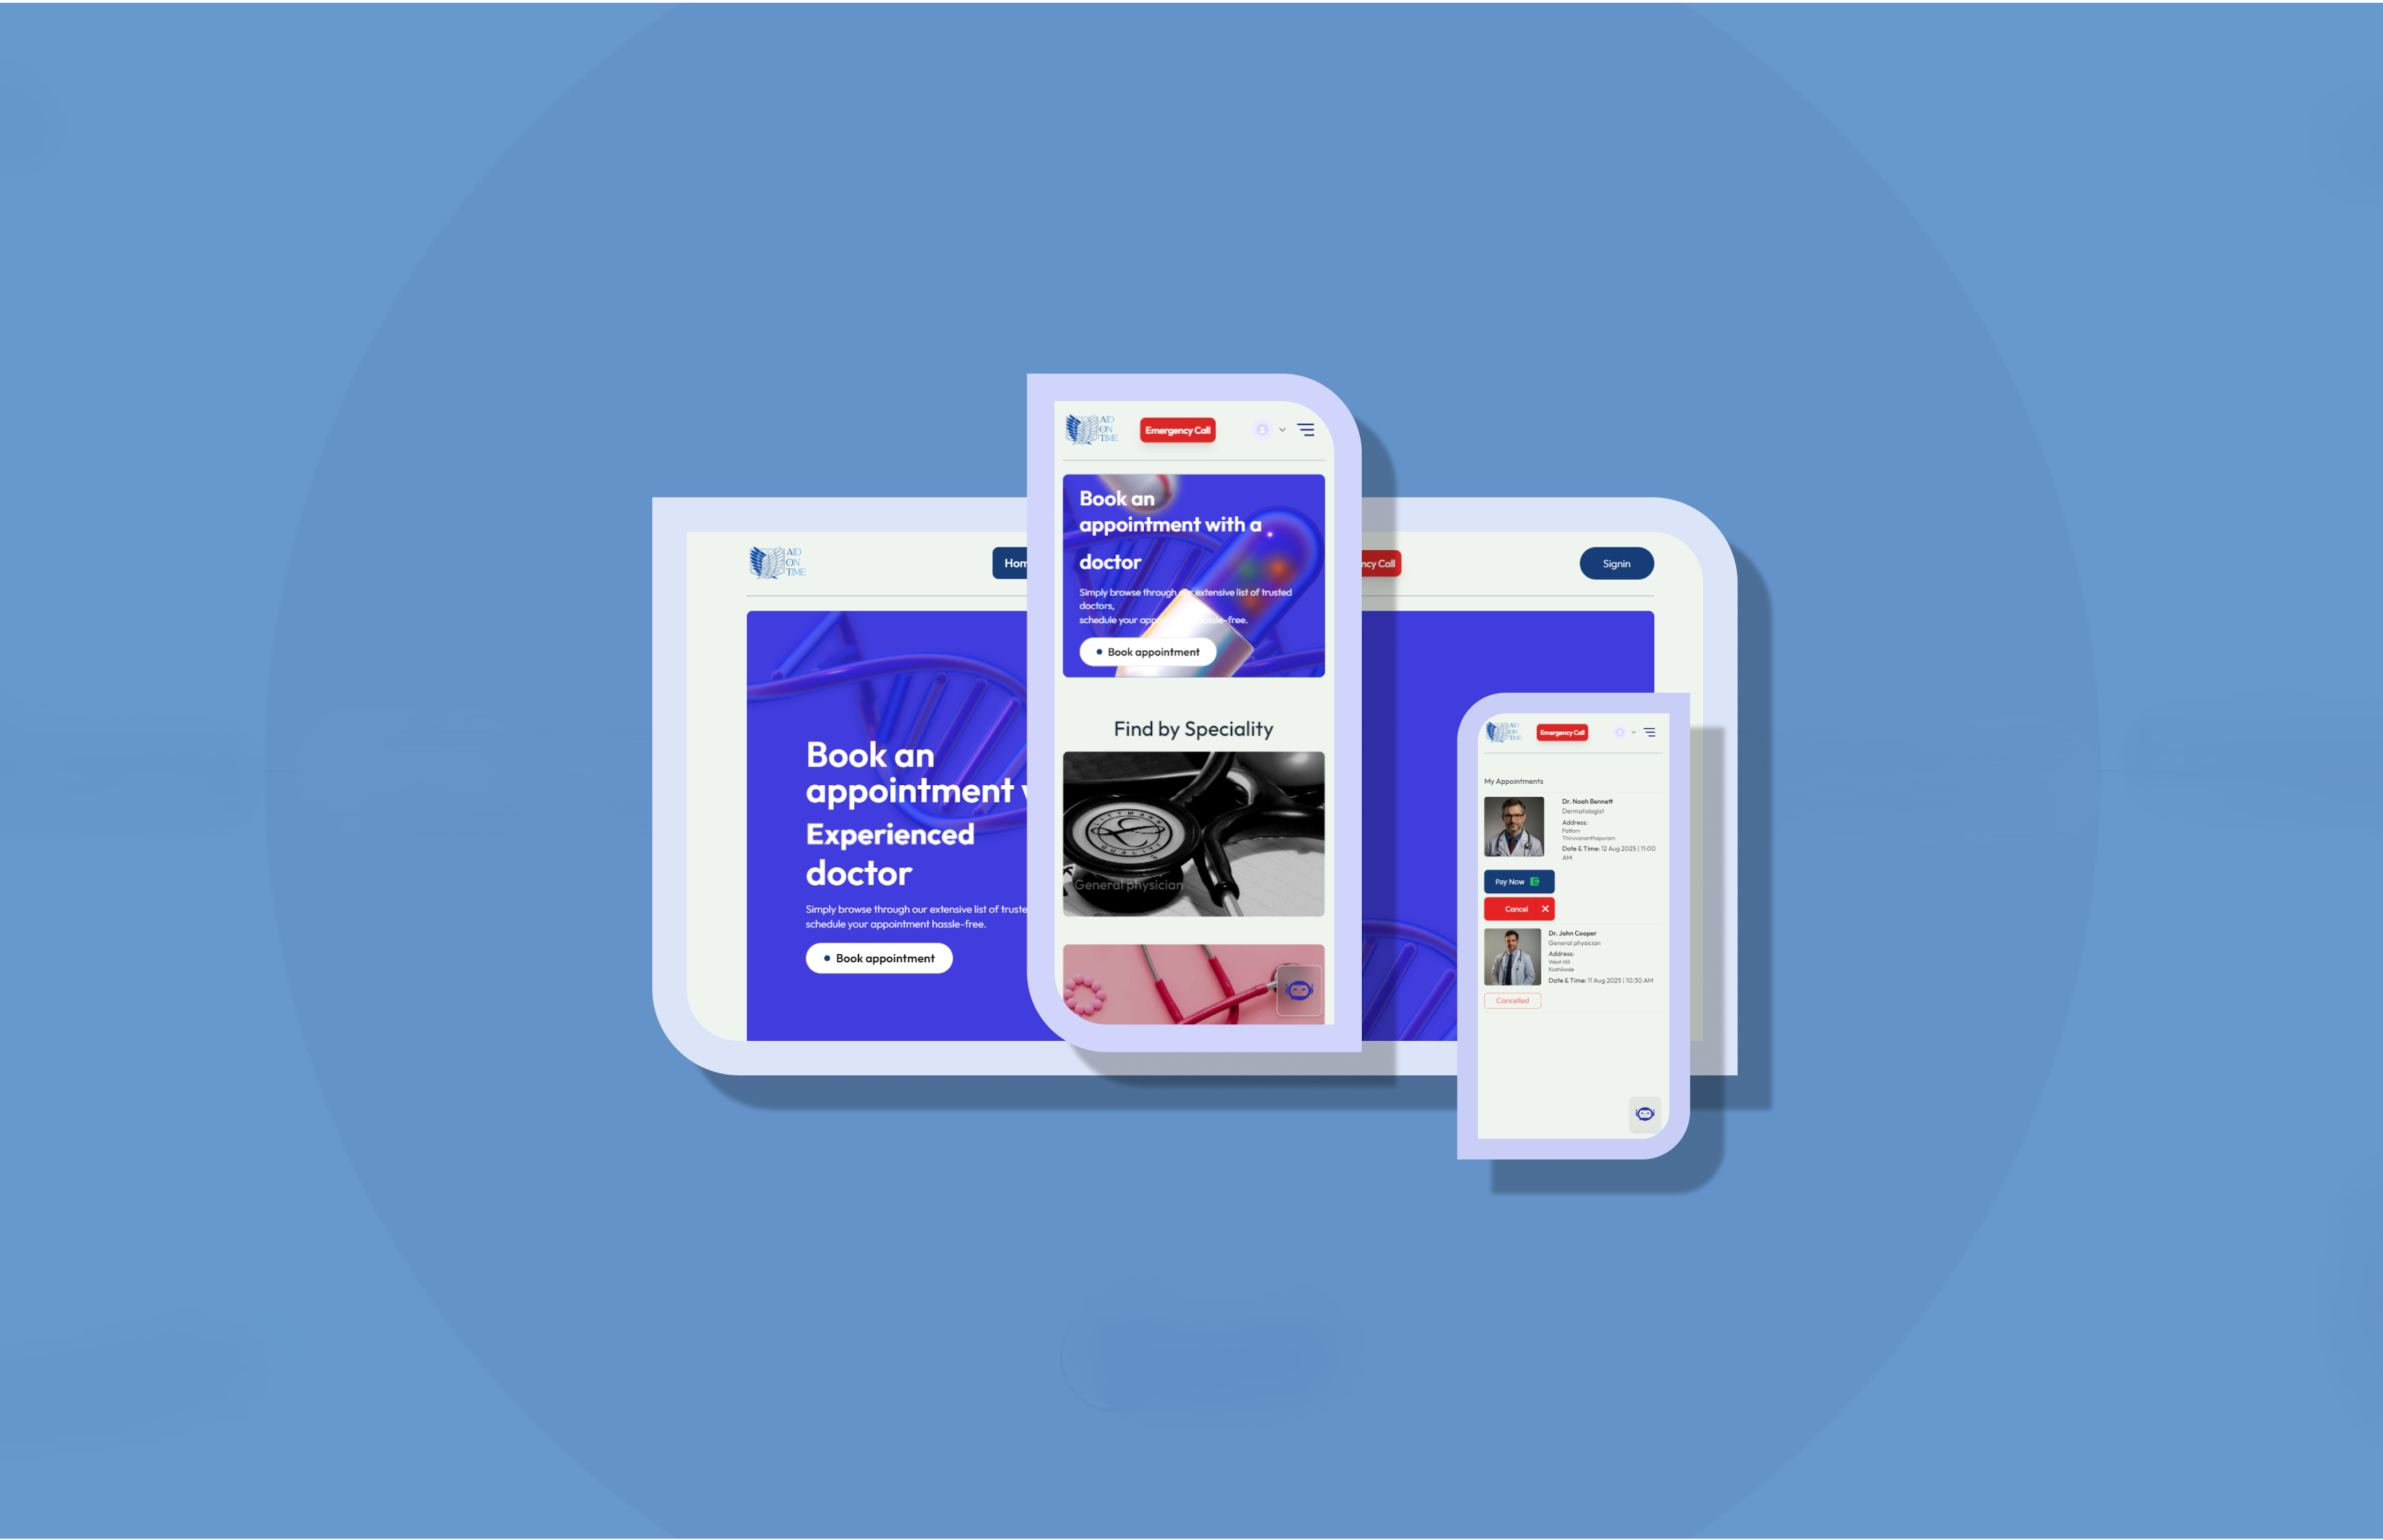 AID
ON
TIME
Hom
ncy Call
Signin
Book an
appointment
Experienced
doctor
Simply browse through our extensive list of truste
schedule your appointment hassle-free.
Book appointment
AID
ON
TIME
Emergency Call
Book an
appointment with a
doctor
Simply browse through our extensive list of trusted
doctors,
schedule your hassle-free.
Book appointment
Find by Speciality
LITTMANN
QUALITY
General physician
AID
ON
TIME
Emergency Call
My Appointments
Dr. Noah Bennett
Dermatologist
Address:
Pattom
Thiruvananthapuram
Date & Time: 12 Aug 2025 | 11:00
AM
Pay Now
Cancel
Dr. John Cooper
General physician
Address:
West Hill
Kozhikode
Date & Time: 11 Aug 2025 | 10:30 AM
Cancelled